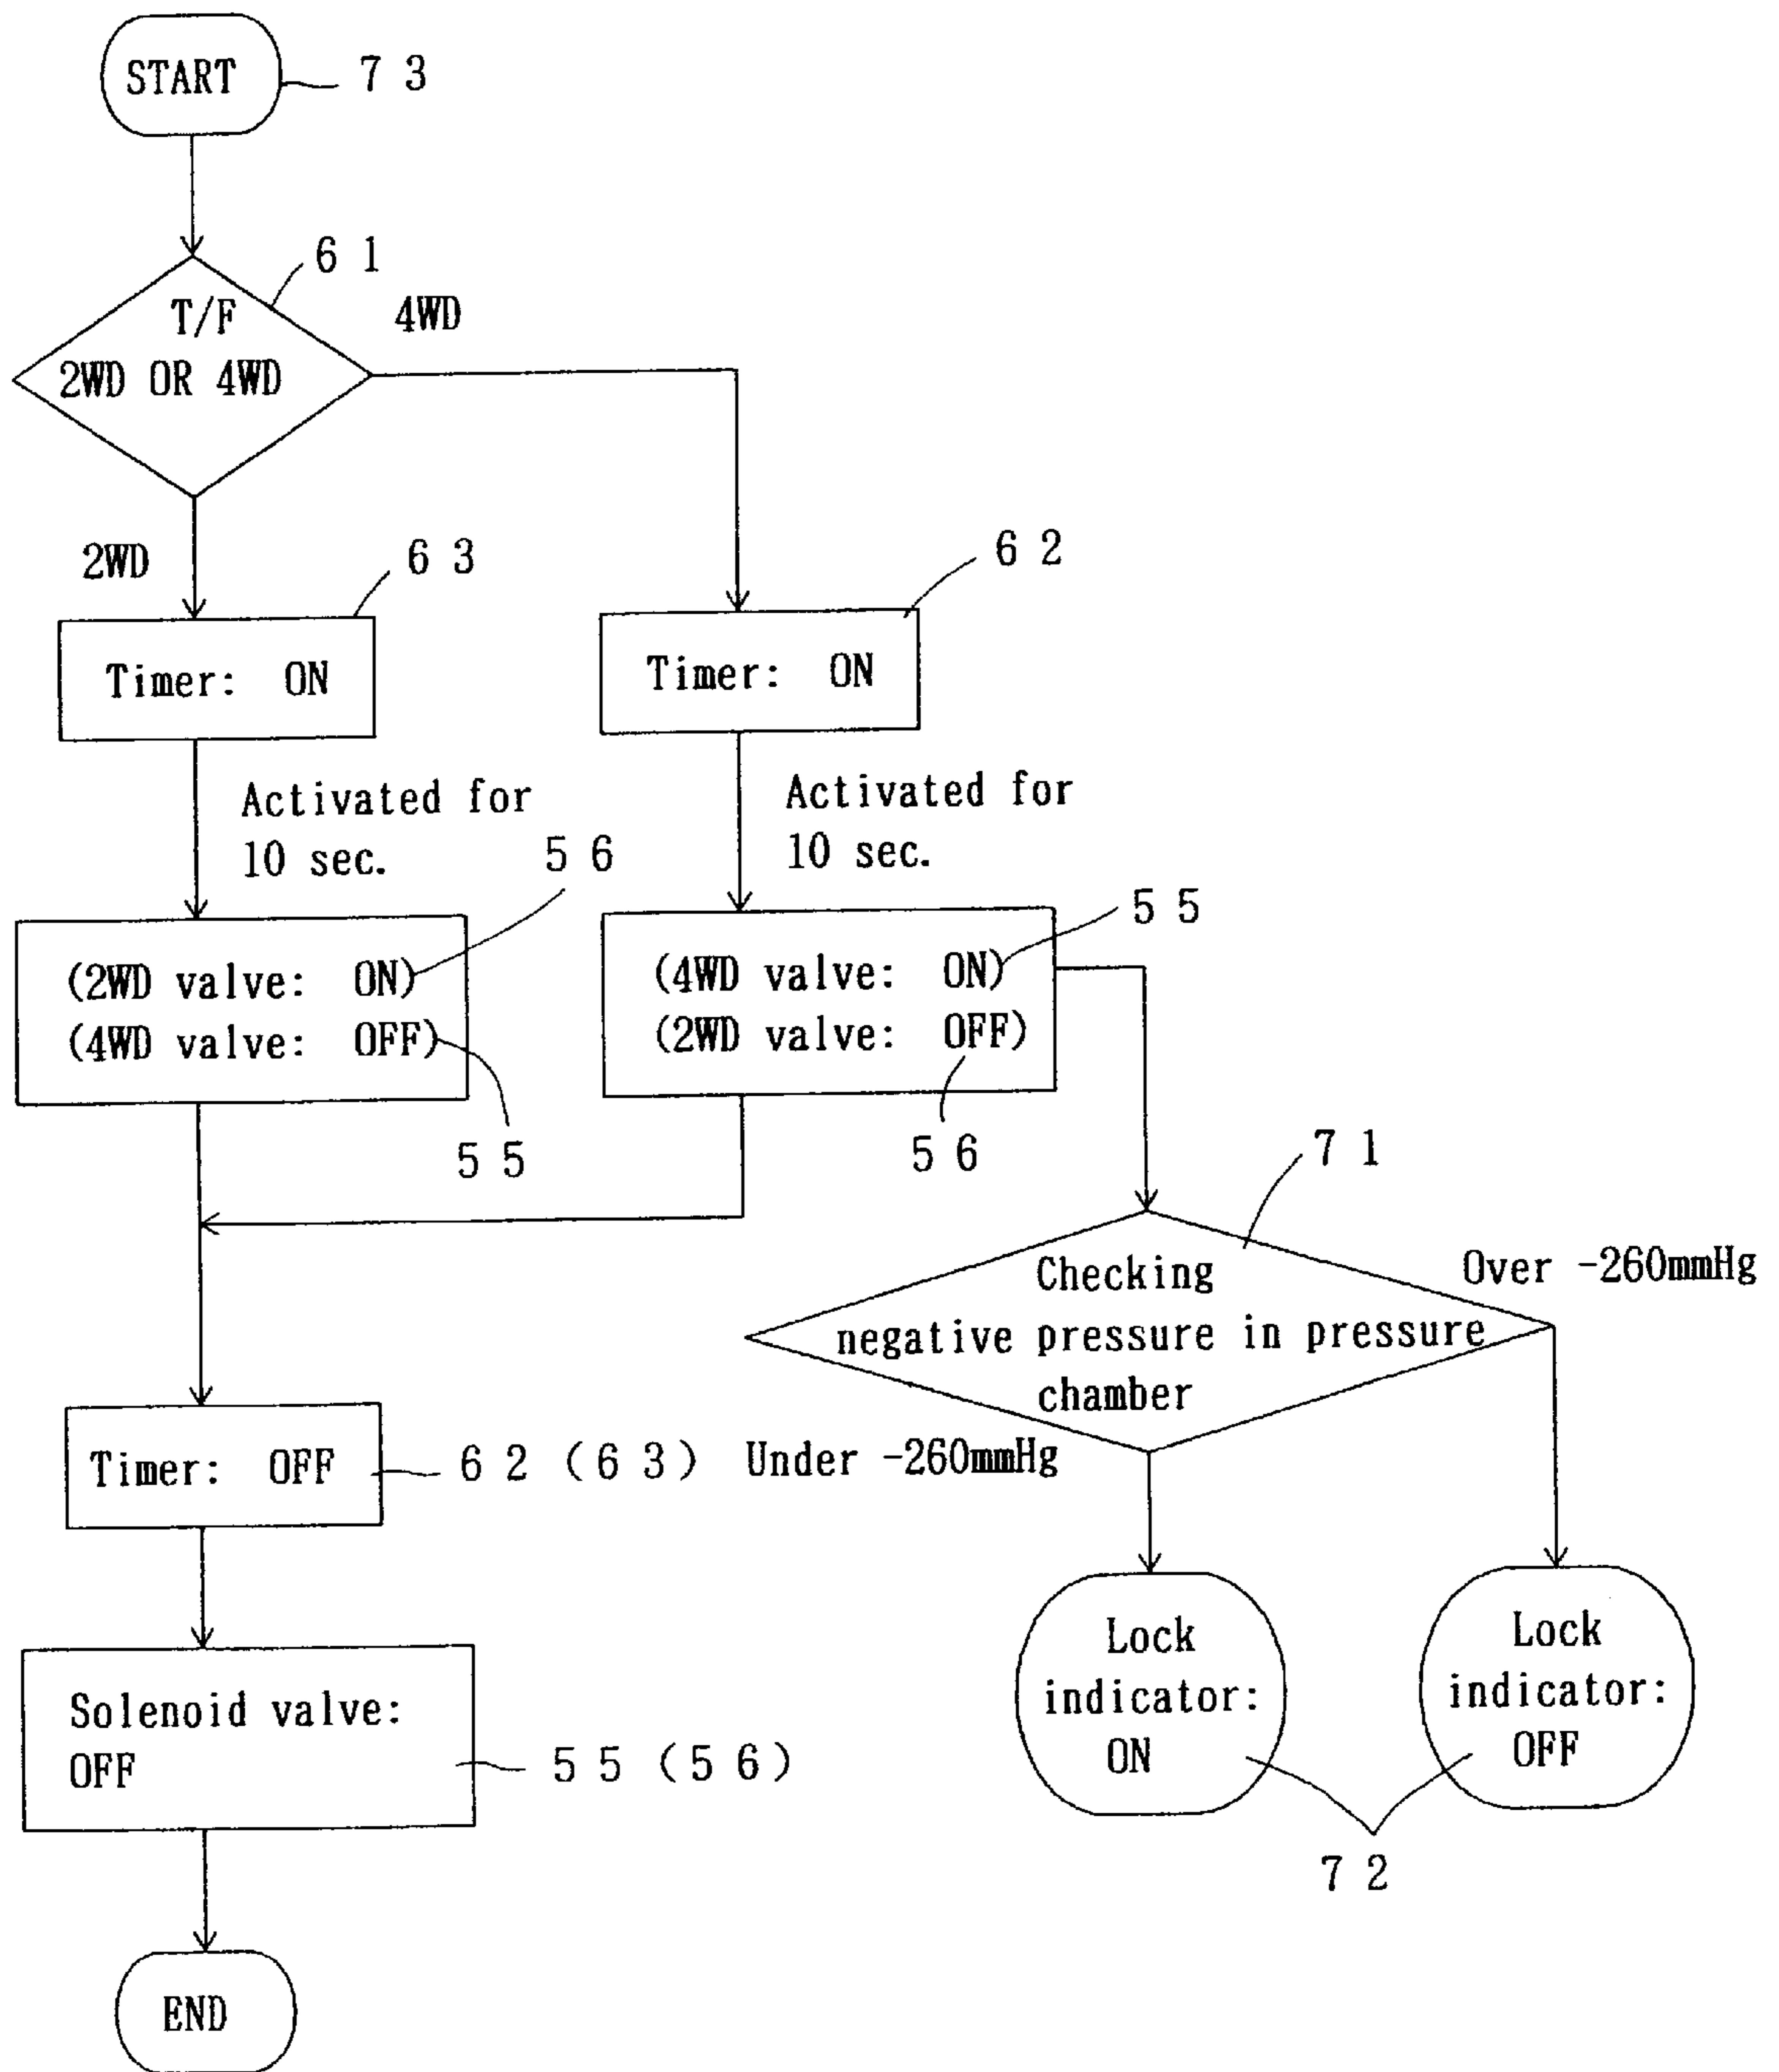 START
7 3
6 1
T/F
2WD OR 4WD
4WD
2WD
6 3
6 2
Timer: ON
Timer: ON
Activated for
10 sec.
Activated for
10 sec.
5 6
5 5
(2WD valve: ON)
(4WD valve: OFF)
(4WD valve: ON)
(2WD valve: OFF)
5 5
5 6
7 1
Checking
negative pressure in pressure
chamber
Over -260mmHg
Timer: OFF
6 2 (6 3)
Under -260mmHg
Solenoid valve:
OFF
5 5 (5 6)
Lock
indicator:
ON
Lock
indicator:
OFF
7 2
END